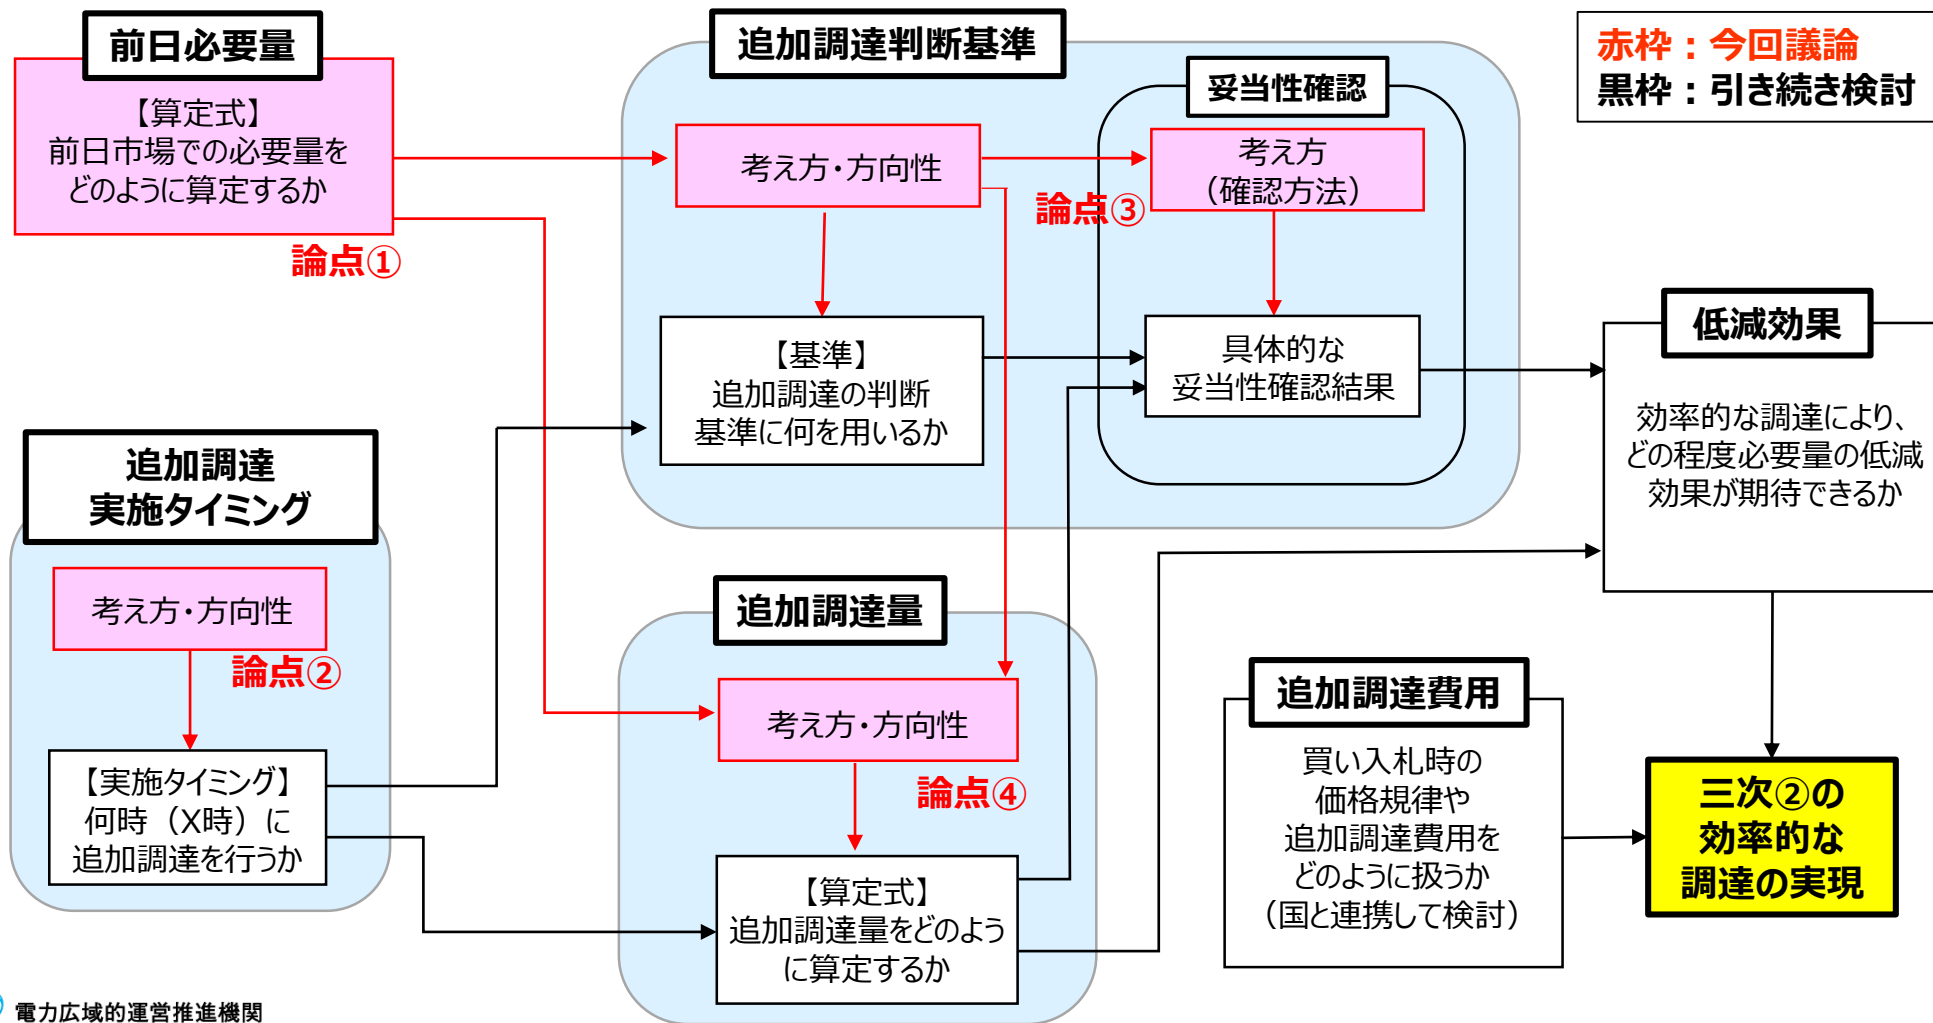 前日必要量
【算定式】
前日市場での必要量を
どのように算定するか
論点①
追加調達判断基準
考え方・方向性
論点③
妥当性確認
考え方
（確認方法）
【基準】
追加調達の判断
基準に何を用いるか
具体的な
妥当性確認結果
赤枠：今回議論
黒枠：引き続き検討
追加調達
実施タイミング
考え方・方向性
論点②
【実施タイミング】
何時（X時）に
追加調達を行うか
追加調達量
考え方・方向性
論点④
【算定式】
追加調達量をどのよう
に算定するか
低減効果
効率的な調達により、
どの程度必要量の低減
効果が期待できるか
追加調達費用
買い入札時の
価格規律や
追加調達費用を
どのように扱うか
（国と連携して検討）
三次②の
効率的な
調達の実現
電力広域的運営推進機関